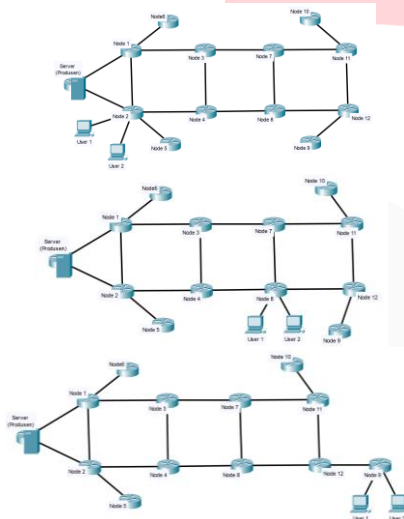 Node6
Node 10
Node 1
Node 3
Node 7
Node 11
Server
(Produsen)
Node 2
Node 4
Node 8
Node 12
User 1
User 2
Node 5
Node 9
Node6
Node 10
Node 1
Node 3
Node 7
Node 11
Server
(Produsen)
Node 2
Node 4
Node 8
Node 12
Node 5
User 1
User 2
Node 9
Node 10
Node6
Node 1
Node 3
Node 7
Node 11
Server
(Produsen)
Node 2
Node 4
Node 8
Node 12
Node 9
Node 5
User 1
User 2